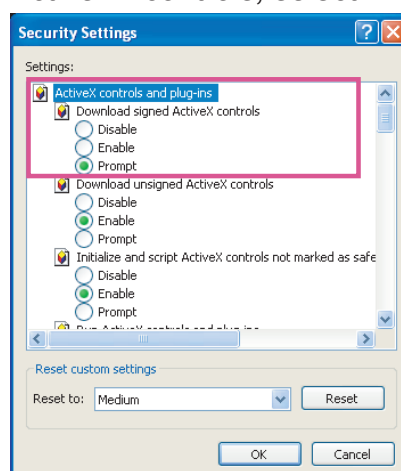 Security Settings
Settings:
ActiveX controls and plug-ins
Download signed ActiveX controls
Disable
Enable
Prompt
Download unsigned ActiveX controls
Disable
Enable
Prompt
Initialize and script ActiveX controls not marked as safe
Disable
Enable
Prompt
Reset custom settings
Reset to: Medium Reset
OK Cancel